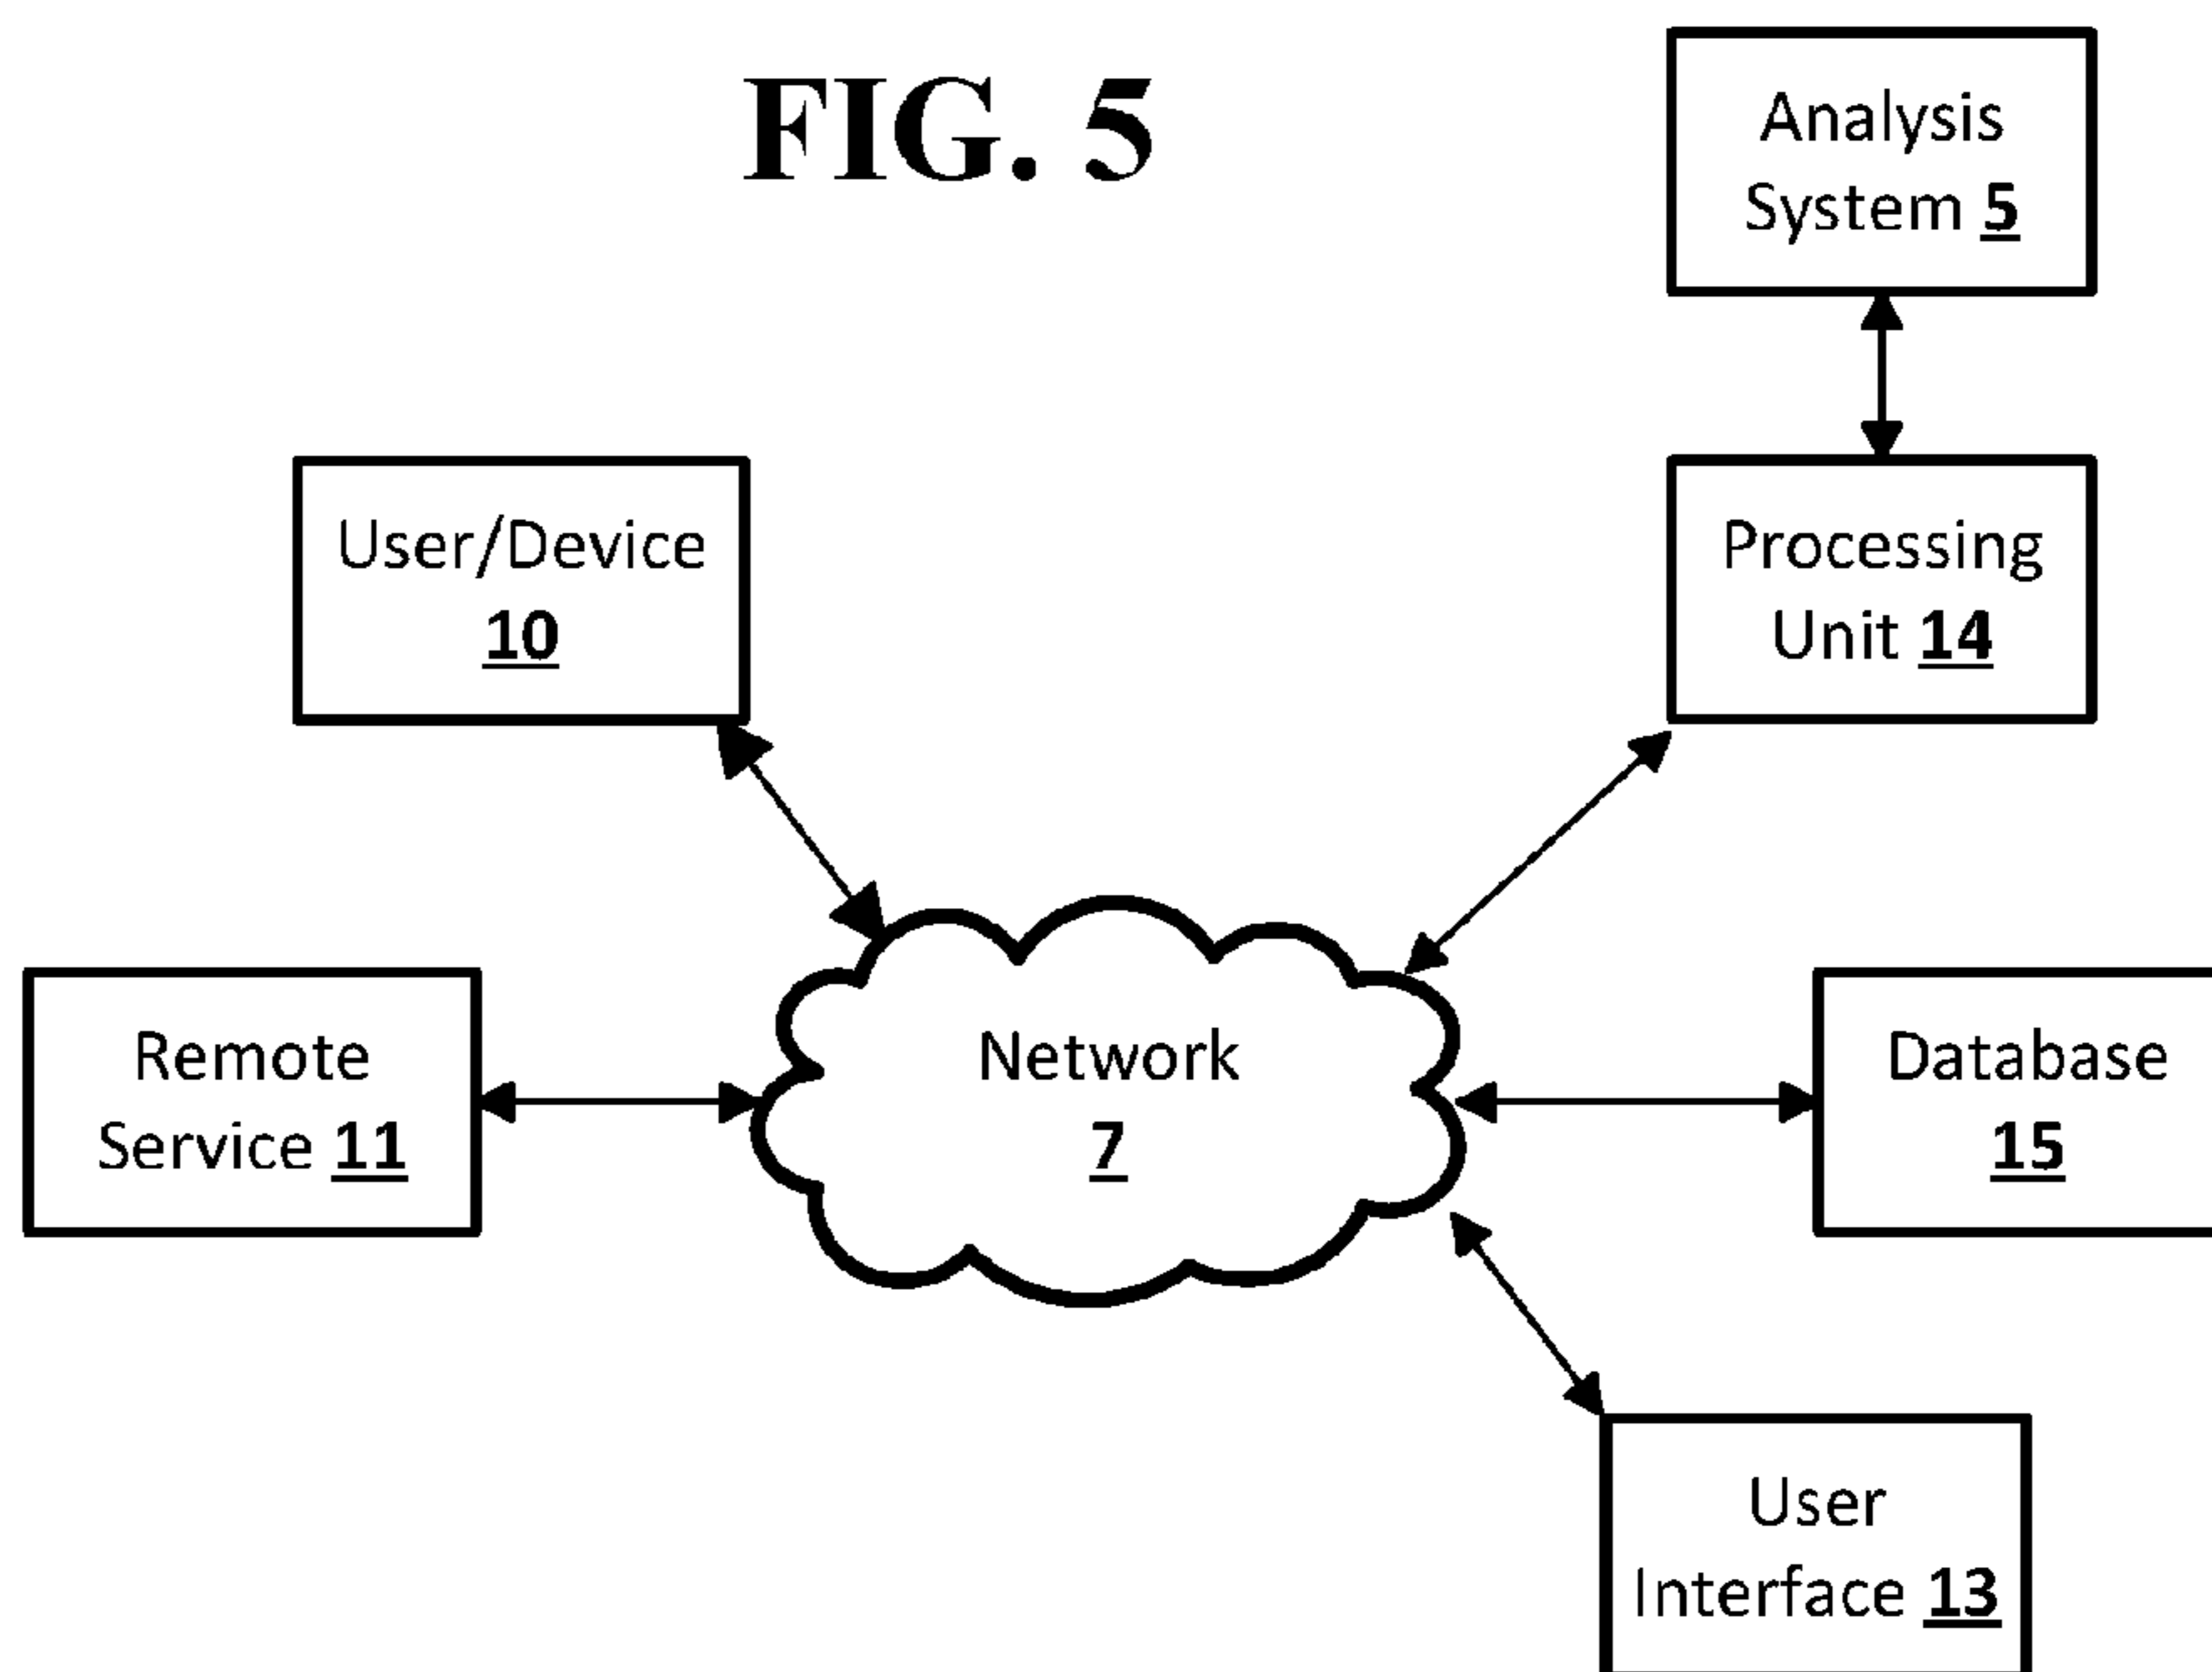 FIG. 5
Analysis
System 5
User/Device
10
Processing
Unit 14
Remote
Service 11
Network
7
Database
15
User
Interface 13